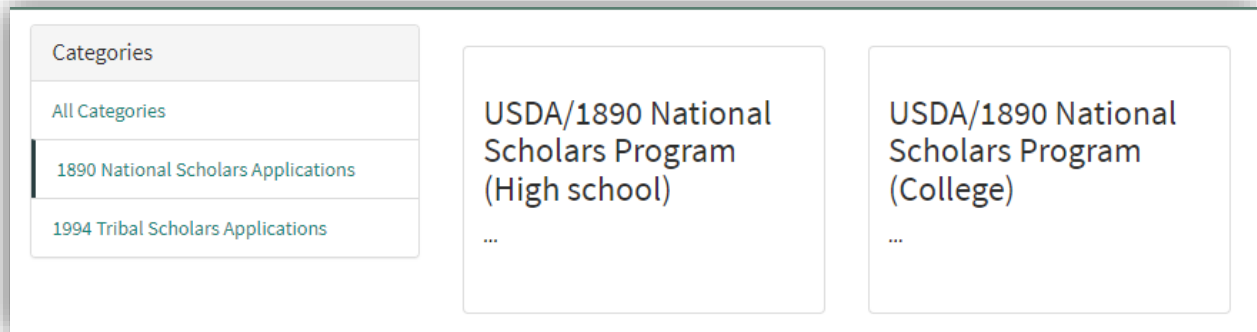 Categories
All Categories
1890 National Scholars Applications
1994 Tribal Scholars Applications
USDA/1890 National
Scholars Program
(High school)
...
USDA/1890 National
Scholars Program
(College)
...